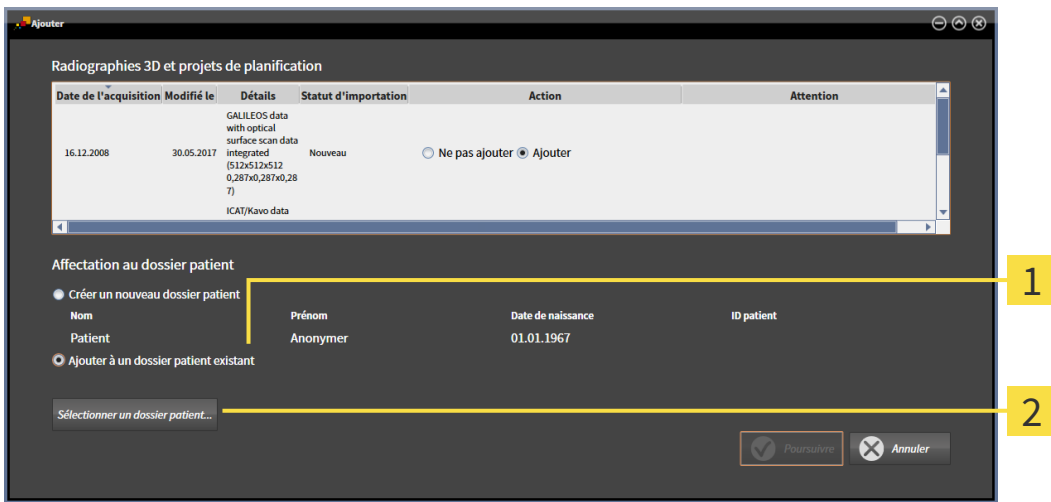 Ajouter
Radiographies 3D et projets de planification
Date de l'acquisition Modifié le Détails Statut d'importation Action Attention
GALILEOS data
with optical
surface scan data
16.12.2008 30.05.2017 integrated Nouveau Ne pas ajouter Ajouter
(512x512x512
0,287x0,287x0,28
7)
ICAT/Kavo data
Affectation au dossier patient
1
Créer un nouveau dossier patient
Nom Prénom Date de naissance ID patient
Patient Anonymer 01.01.1967
Ajouter à un dossier patient existant
Sélectionner un dossier patient...
2
Poursuivre Annuler